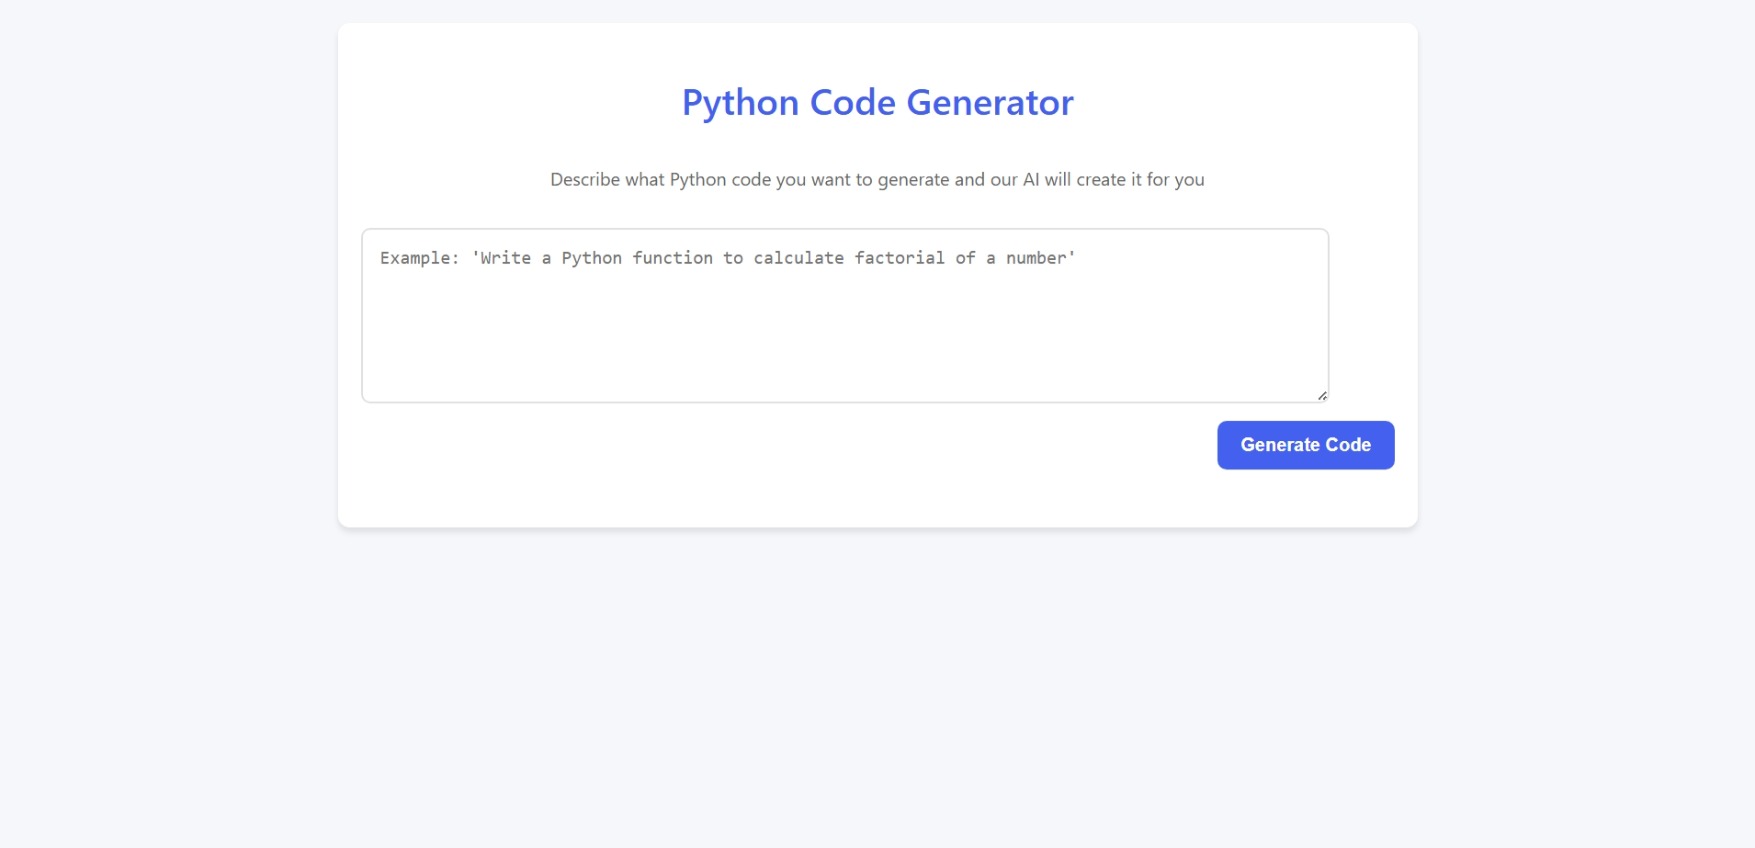 Python Code Generator
Describe what Python code you want to generate and our AI will create it for you
Example: 'Write a Python function to calculate factorial of a number'
Generate Code